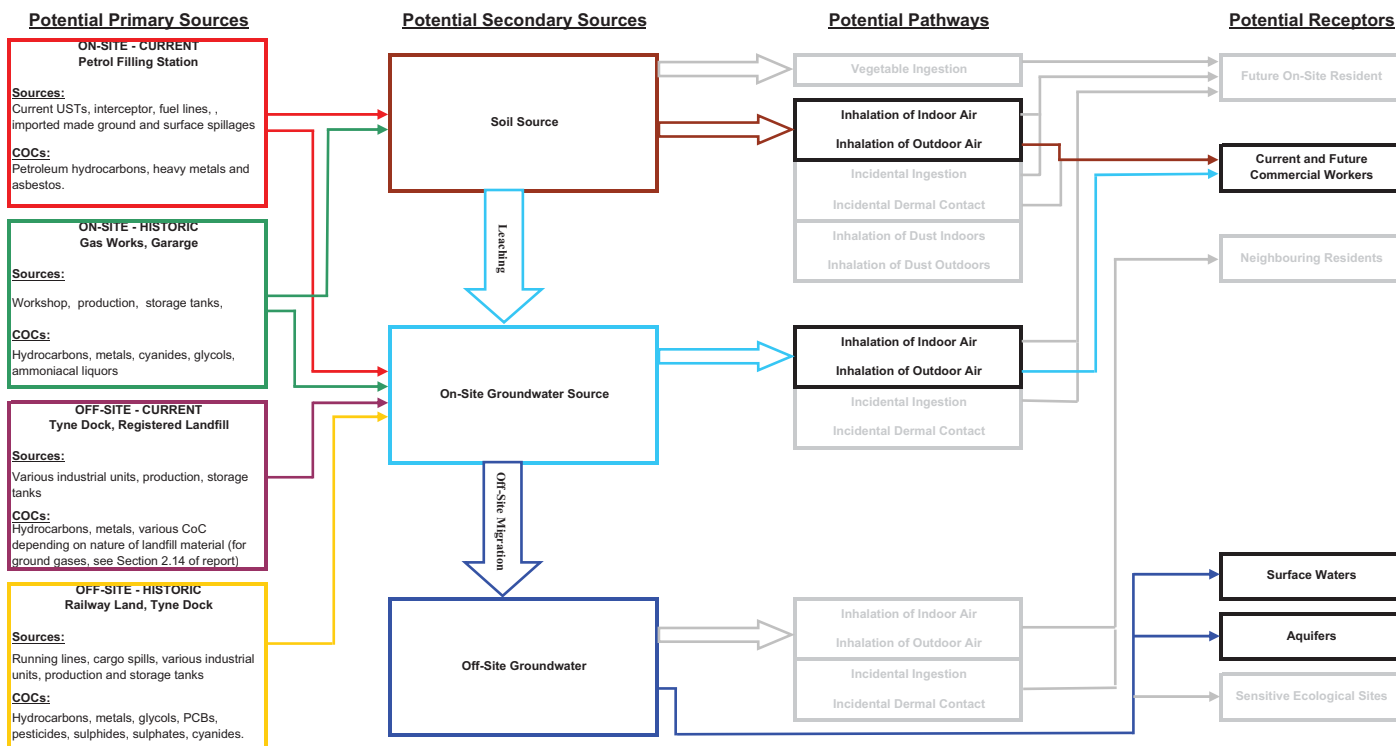 Potential Primary Sources
Potential Secondary Sources
Potential Pathways
Potential Receptors
ON-SITE - CURRENT
Petrol Filling Station
Sources:
Current USTs, interceptor, fuel lines, ,
imported made ground and surface spillages
COCs:
Petroleum hydrocarbons, heavy metals and
asbestos.
ON-SITE - HISTORIC
Gas Works, Gararge
Sources:
Workshop, production, storage tanks,
COCs:
Hydrocarbons, metals, cyanides, glycols,
ammoniacal liquors
OFF-SITE - CURRENT
Tyne Dock, Registered Landfill
Sources:
Various industrial units, production, storage
tanks
COCs:
Hydrocarbons, metals, various CoC
depending on nature of landfill material (for
ground gases, see Section 2.14 of report)
OFF-SITE - HISTORIC
Railway Land, Tyne Dock
Sources:
Running lines, cargo spills, various industrial
units, production and storage tanks
COCs:
Hydrocarbons, metals, glycols, PCBs,
pesticides, sulphides, sulphates, cyanides.
Soil Source
Leaching
On-Site Groundwater Source
Off-Site Migration
Off-Site Groundwater
Vegetable Ingestion
Inhalation of Indoor Air
Inhalation of Outdoor Air
Incidental Ingestion
Incidental Dermal Contact
Inhalation of Dust Indoors
Inhalation of Dust Outdoors
Inhalation of Indoor Air
Inhalation of Outdoor Air
Incidental Ingestion
Incidental Dermal Contact
Inhalation of Indoor Air
Inhalation of Outdoor Air
Incidental Ingestion
Incidental Dermal Contact
Future On-Site Resident
Current and Future
Commercial Workers
Neighbouring Residents
Surface Waters
Aquifers
Sensitive Ecological Sites